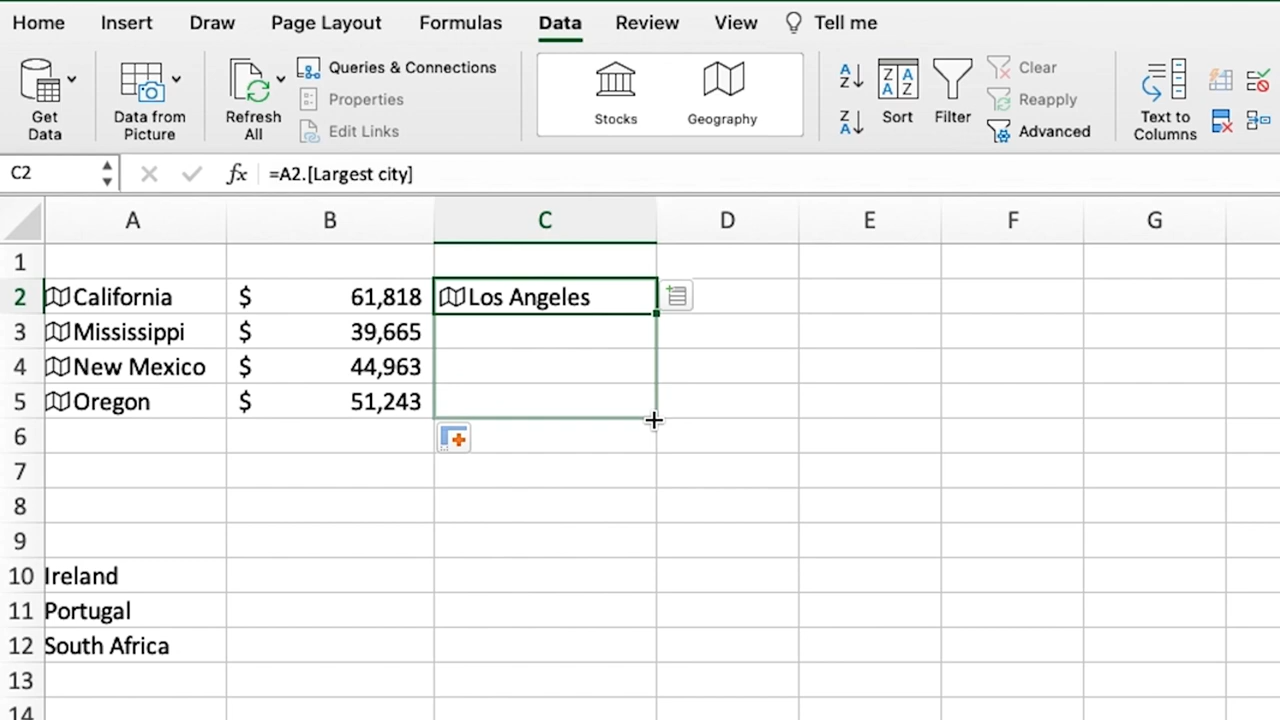 Home Insert Draw Page Layout Formulas Data Review View Tell me
Get Data
Data from Picture
Refresh All
Queries & Connections
Properties
Edit Links
Stocks
Geography
A Z
Z A
Z A A Z
Sort
Filter
Clear
Reapply
Advanced
Text to Columns
C2 fx =A2.[Largest city]
A B C D E F G
1
2 California $ 61,818 Los Angeles
3 Mississippi $ 39,665
4 New Mexico $ 44,963
5 Oregon $ 51,243
6
7
8
9
10 Ireland
11 Portugal
12 South Africa
13
14